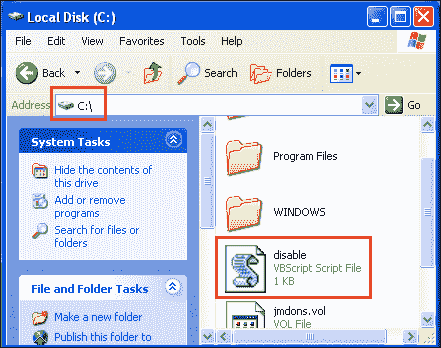 Local Disk (C:)
File Edit View Favorites Tools Help
Back Search Folders
Address C:\ Go
System Tasks
Hide the contents of
this drive
Add or remove
programs
Search for files or
folders
File and Folder Tasks
Make a new folder
Publish this folder to
Program Files
WINDOWS
disable
VBScript Script File
1 KB
jmdons.vol
VOL File